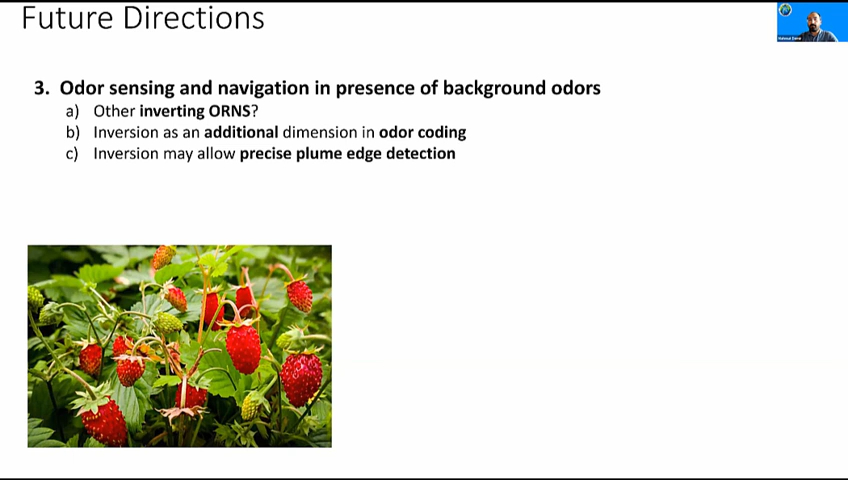 Future Directions
3. Odor sensing and navigation in presence of background odors
a) Other inverting ORNS?
b) Inversion as an additional dimension in odor coding
c) Inversion may allow precise plume edge detection